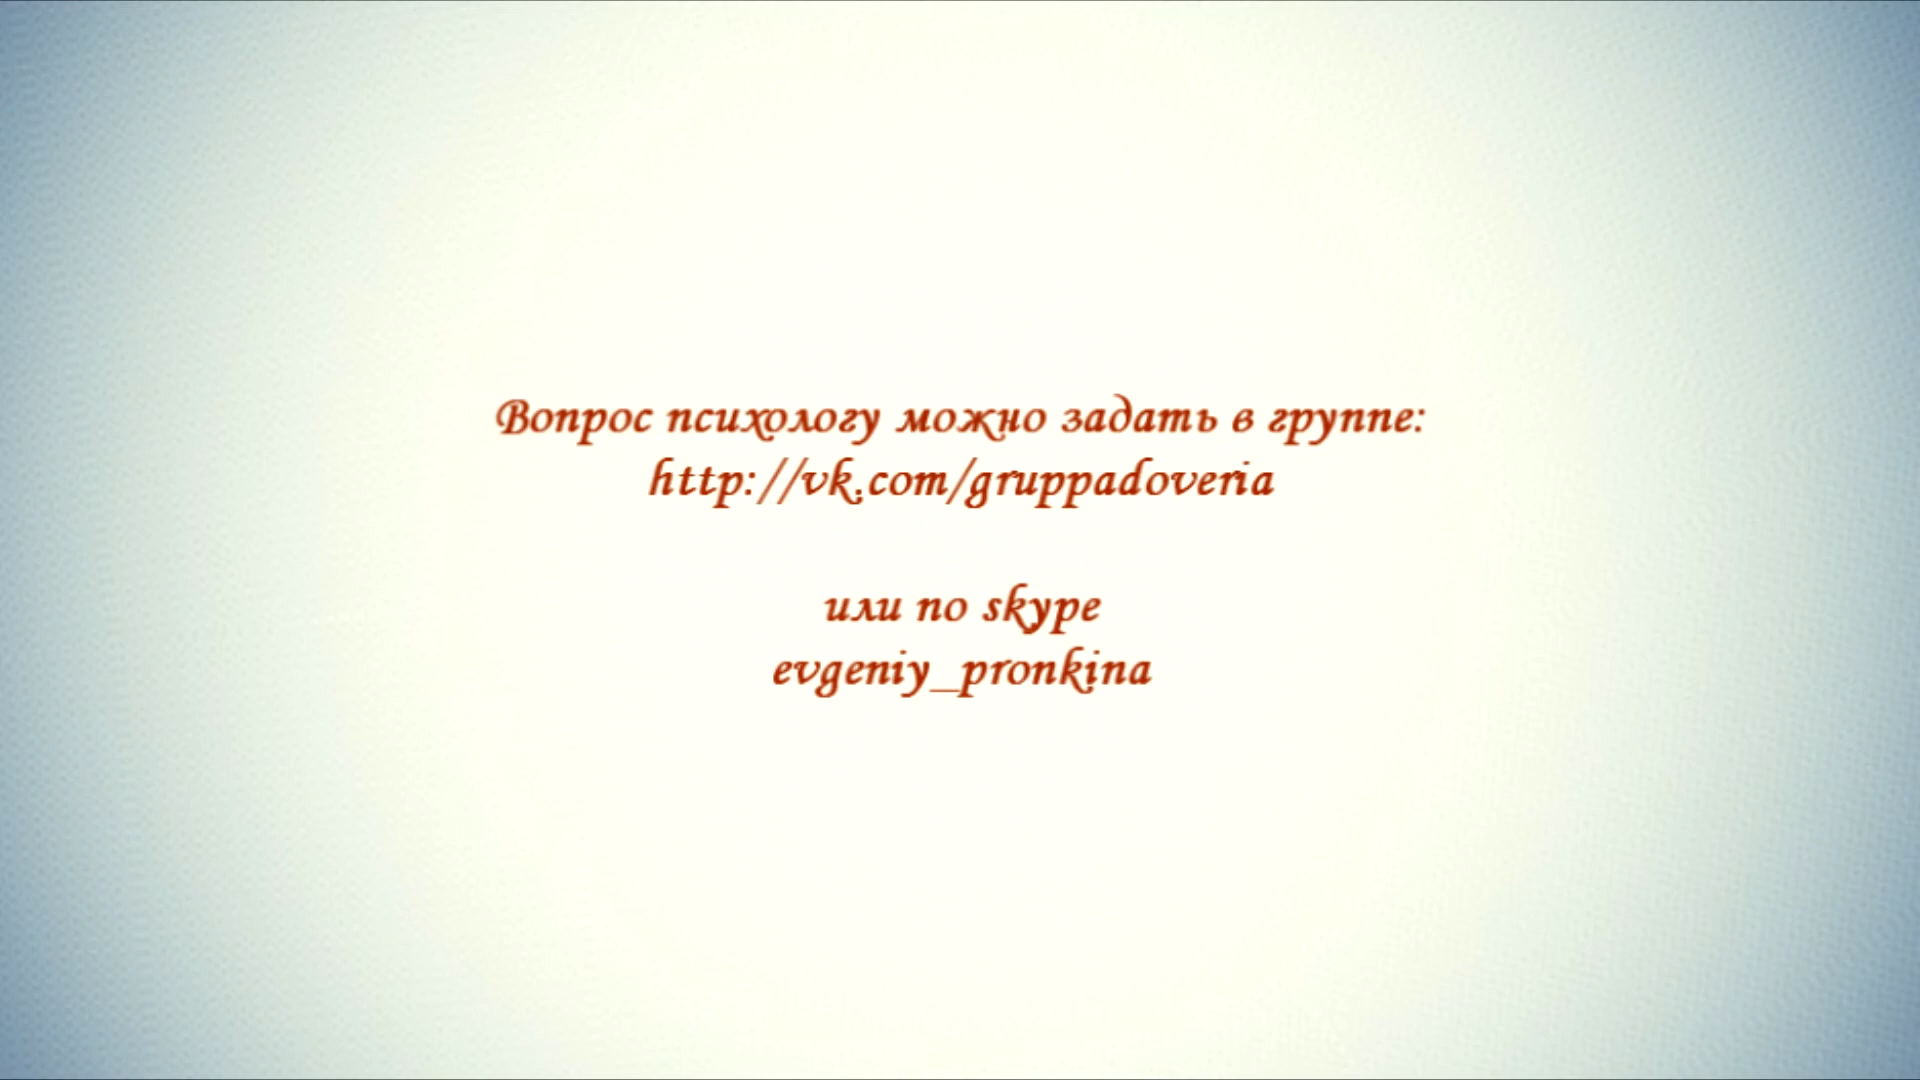 Вопрос психологу можно задать в группе:
http://vk.com/gruppadoveria
или по skype
evgeniy_pronkina